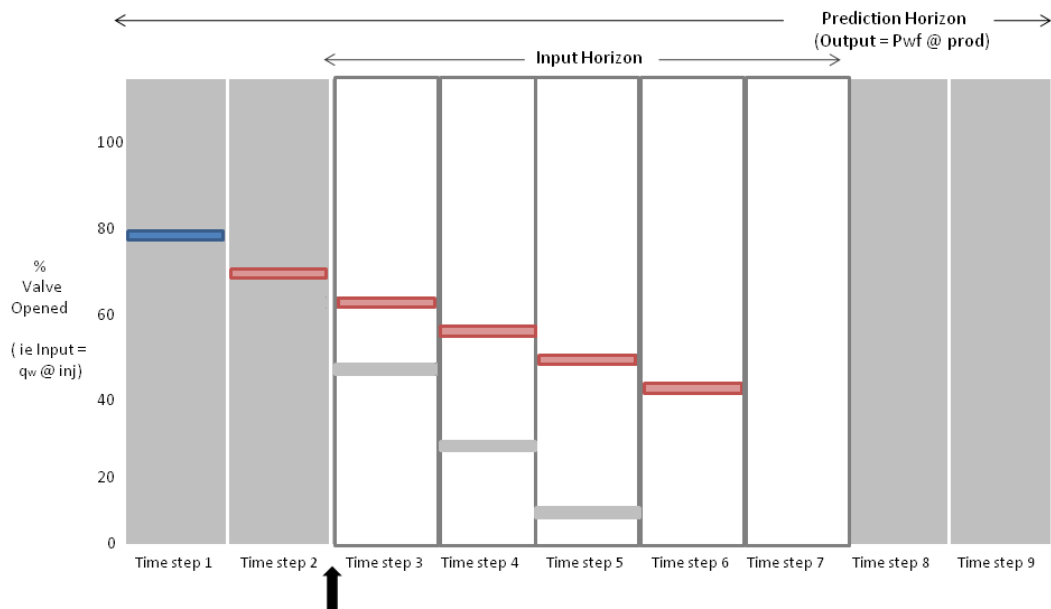 Prediction Horizon
(Output = Pwf @ prod)
Input Horizon
100
80
%
Valve
Opened
60
( ie Input =
qw @ inj)
40
20
0
Time step 1 Time step 2 Time step 3 Time step 4 Time step 5 Time step 6 Time step 7 Time step 8 Time step 9